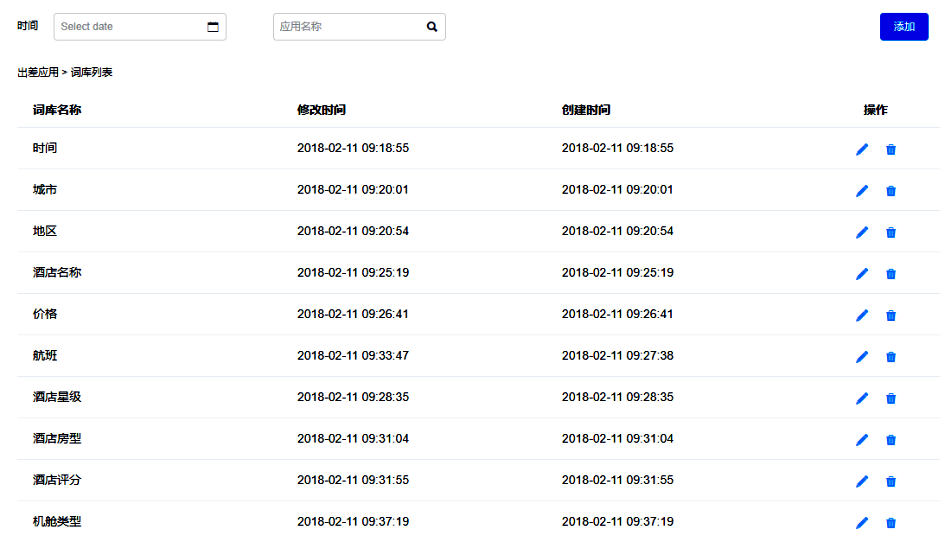 时间 Select date 应用名称 添加
出差应用 > 词库列表
词库名称 修改时间 创建时间 操作
时间 2018-02-11 09:18:55 2018-02-11 09:18:55
城市 2018-02-11 09:20:01 2018-02-11 09:20:01
地区 2018-02-11 09:20:54 2018-02-11 09:20:54
酒店名称 2018-02-11 09:25:19 2018-02-11 09:25:19
价格 2018-02-11 09:26:41 2018-02-11 09:26:41
航班 2018-02-11 09:33:47 2018-02-11 09:27:38
酒店星级 2018-02-11 09:28:35 2018-02-11 09:28:35
酒店房型 2018-02-11 09:31:04 2018-02-11 09:31:04
酒店评分 2018-02-11 09:31:55 2018-02-11 09:31:55
机舱类型 2018-02-11 09:37:19 2018-02-11 09:37:19